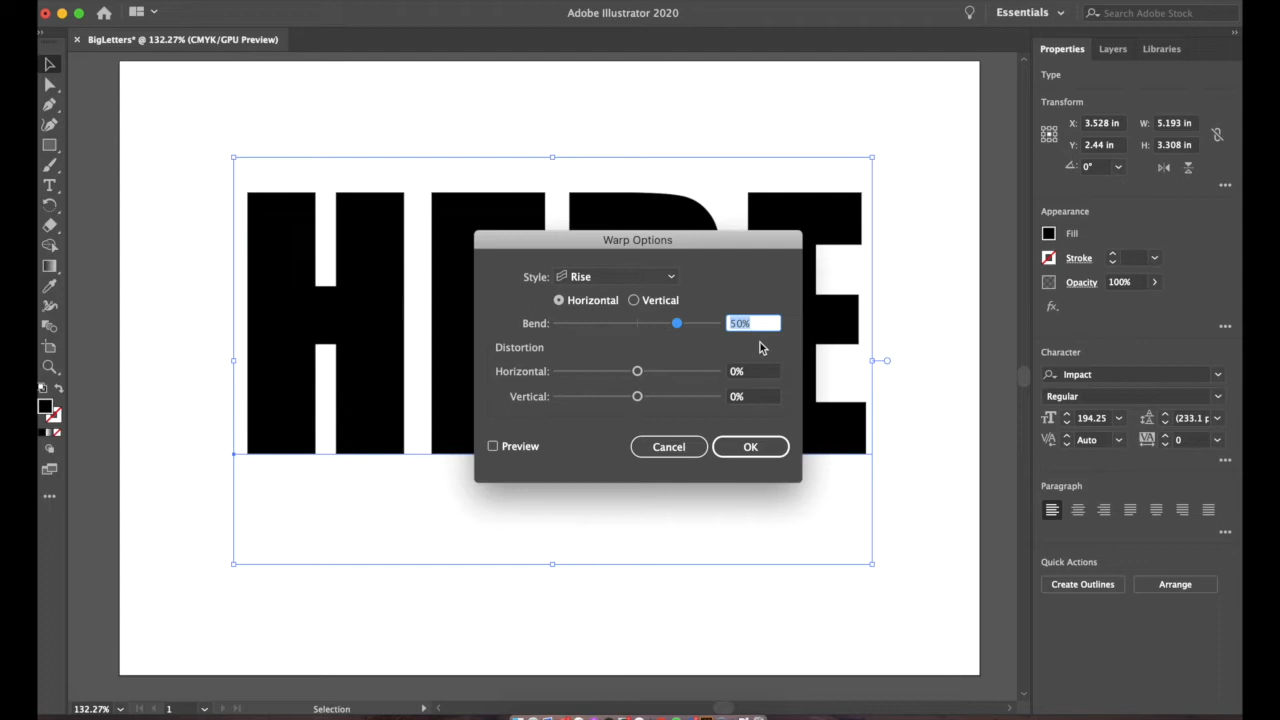 Adobe Illustrator 2020
Essentials
Search Adobe Stock
× BigLetters* @ 132.27% (CMYK/GPU Preview)
Properties Layers Libraries
Type
Transform
X: 3.528 in W: 5.193 in
Y: 2.44 in H: 3.308 in
0°
Appearance
Fill
Stroke
Opacity 100%
fx.
Character
Impact
Regular
194.25 (233.1 p
Auto 0
Paragraph
Quick Actions
Create Outlines Arrange
Warp Options
Style: Rise
Horizontal Vertical
Bend: 50%
Distortion
Horizontal: 0%
Vertical: 0%
Preview Cancel OK
132.27% 1 Selection